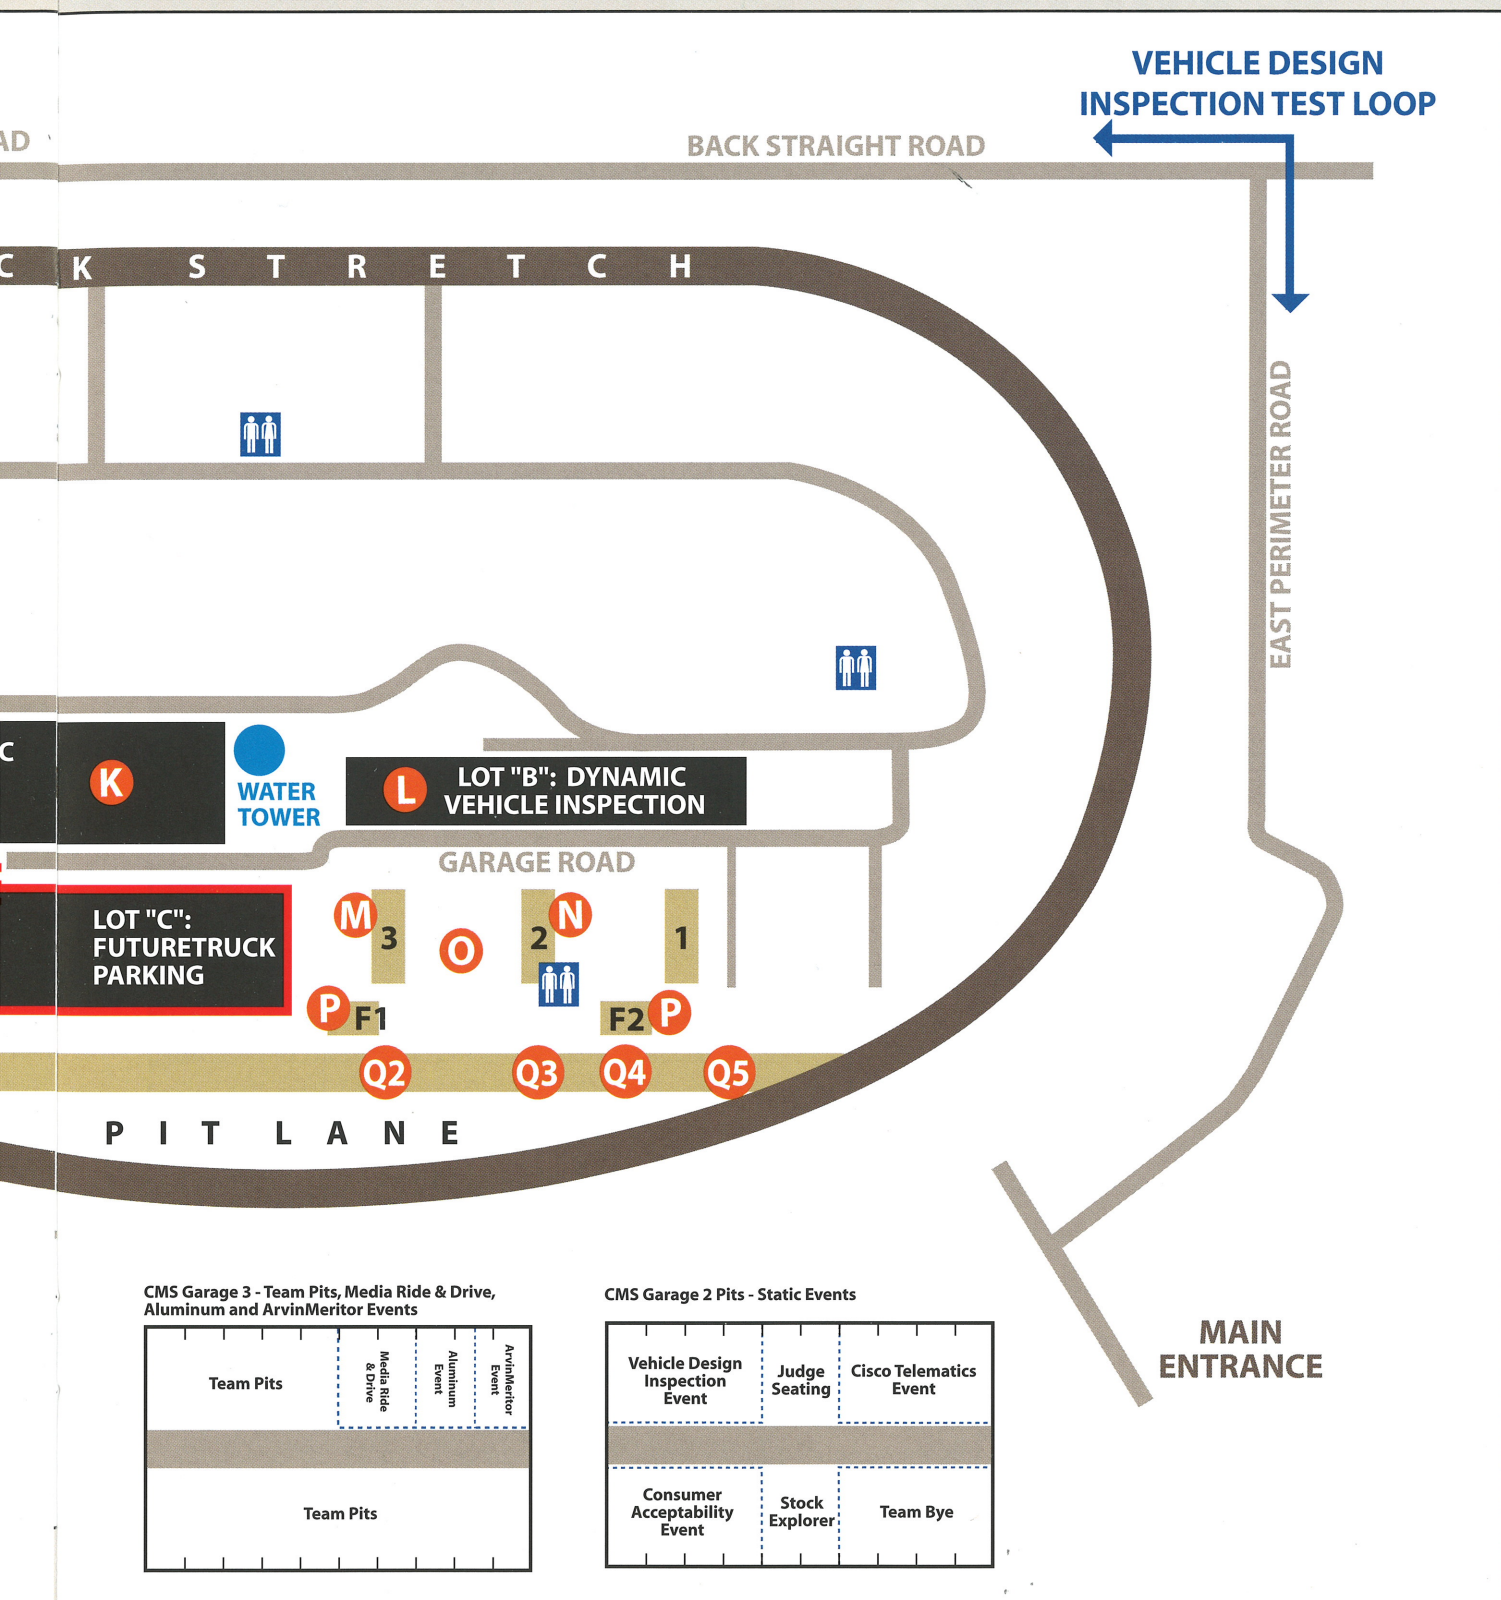 VEHICLE DESIGN
INSPECTION TEST LOOP
AD
BACK STRAIGHT ROAD
C K S T R E T C H
EAST PERIMETER ROAD
C
K
WATER
TOWER
L
LOT "B": DYNAMIC
VEHICLE INSPECTION
GARAGE ROAD
LOT "C":
FUTURETRUCK
PARKING
M
3
O
2
N
1
P
F1
F2
P
Q2
Q3
Q4
Q5
PIT LANE
MAIN
ENTRANCE
CMS Garage 3 - Team Pits, Media Ride & Drive,
Aluminum and ArvinMeritor Events
Team Pits
Media Ride
& Drive
Aluminum
Event
ArvinMeritor
Event
Team Pits
CMS Garage 2 Pits - Static Events
Vehicle Design
Inspection
Event
Judge
Seating
Cisco Telematics
Event
Consumer
Acceptability
Event
Stock
Explorer
Team Bye